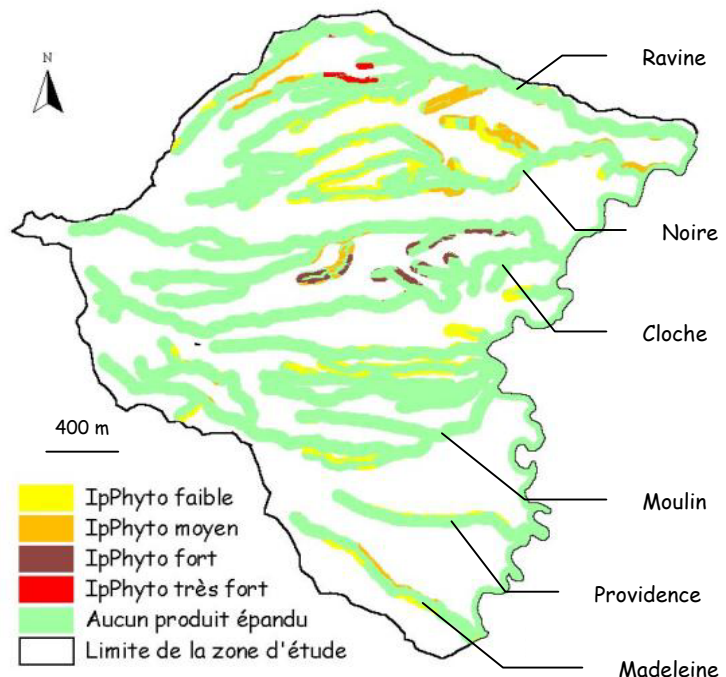 N
Ravine
Noire
Cloche
400 m
Moulin
IpPhyto faible
IpPhyto moyen
IpPhyto fort
IpPhyto très fort
Aucun produit épandu
Limite de la zone d'étude
Providence
Madeleine